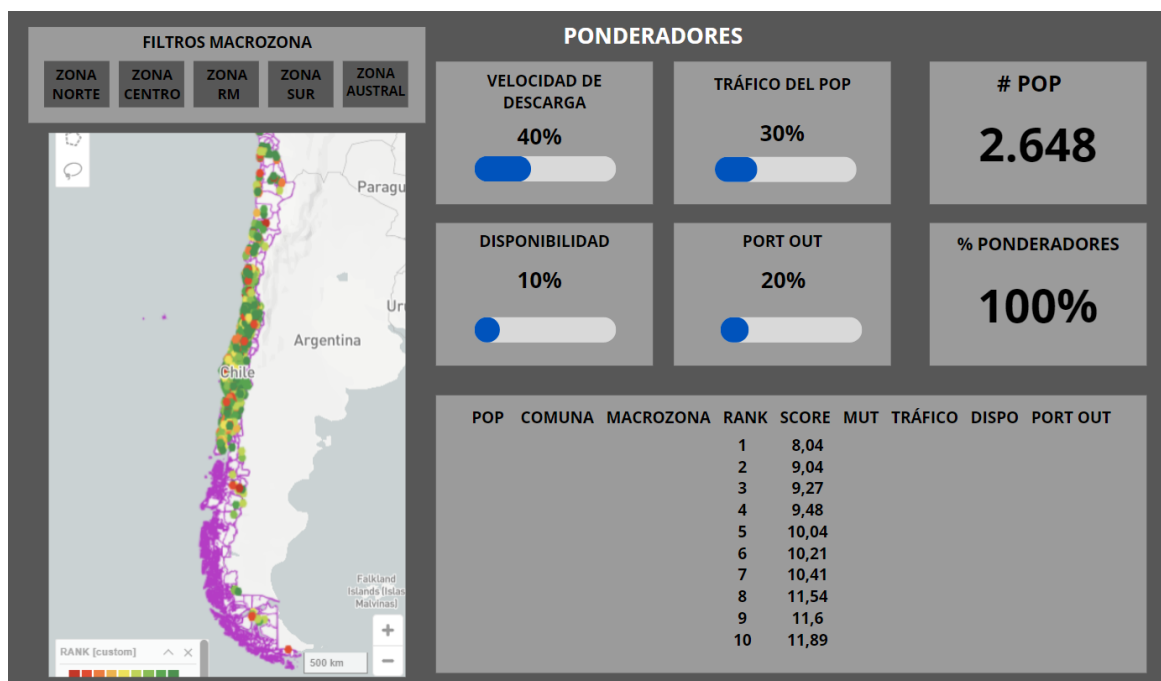 FILTROS MACROZONA
ZONA NORTE
ZONA CENTRO
ZONA RM
ZONA SUR
ZONA AUSTRAL
Paragu
Uru
Argentina
Chile
Falkland
Islands (Islas
Malvinas)
+
−
RANK [custom]
500 km
PONDERADORES
VELOCIDAD DE
DESCARGA
40%
TRÁFICO DEL POP
30%
# POP
2.648
DISPONIBILIDAD
10%
PORT OUT
20%
% PONDERADORES
100%
POP COMUNA MACROZONA RANK SCORE MUT TRÁFICO DISPO PORT OUT
1 8,04
2 9,04
3 9,27
4 9,48
5 10,04
6 10,21
7 10,41
8 11,54
9 11,6
10 11,89